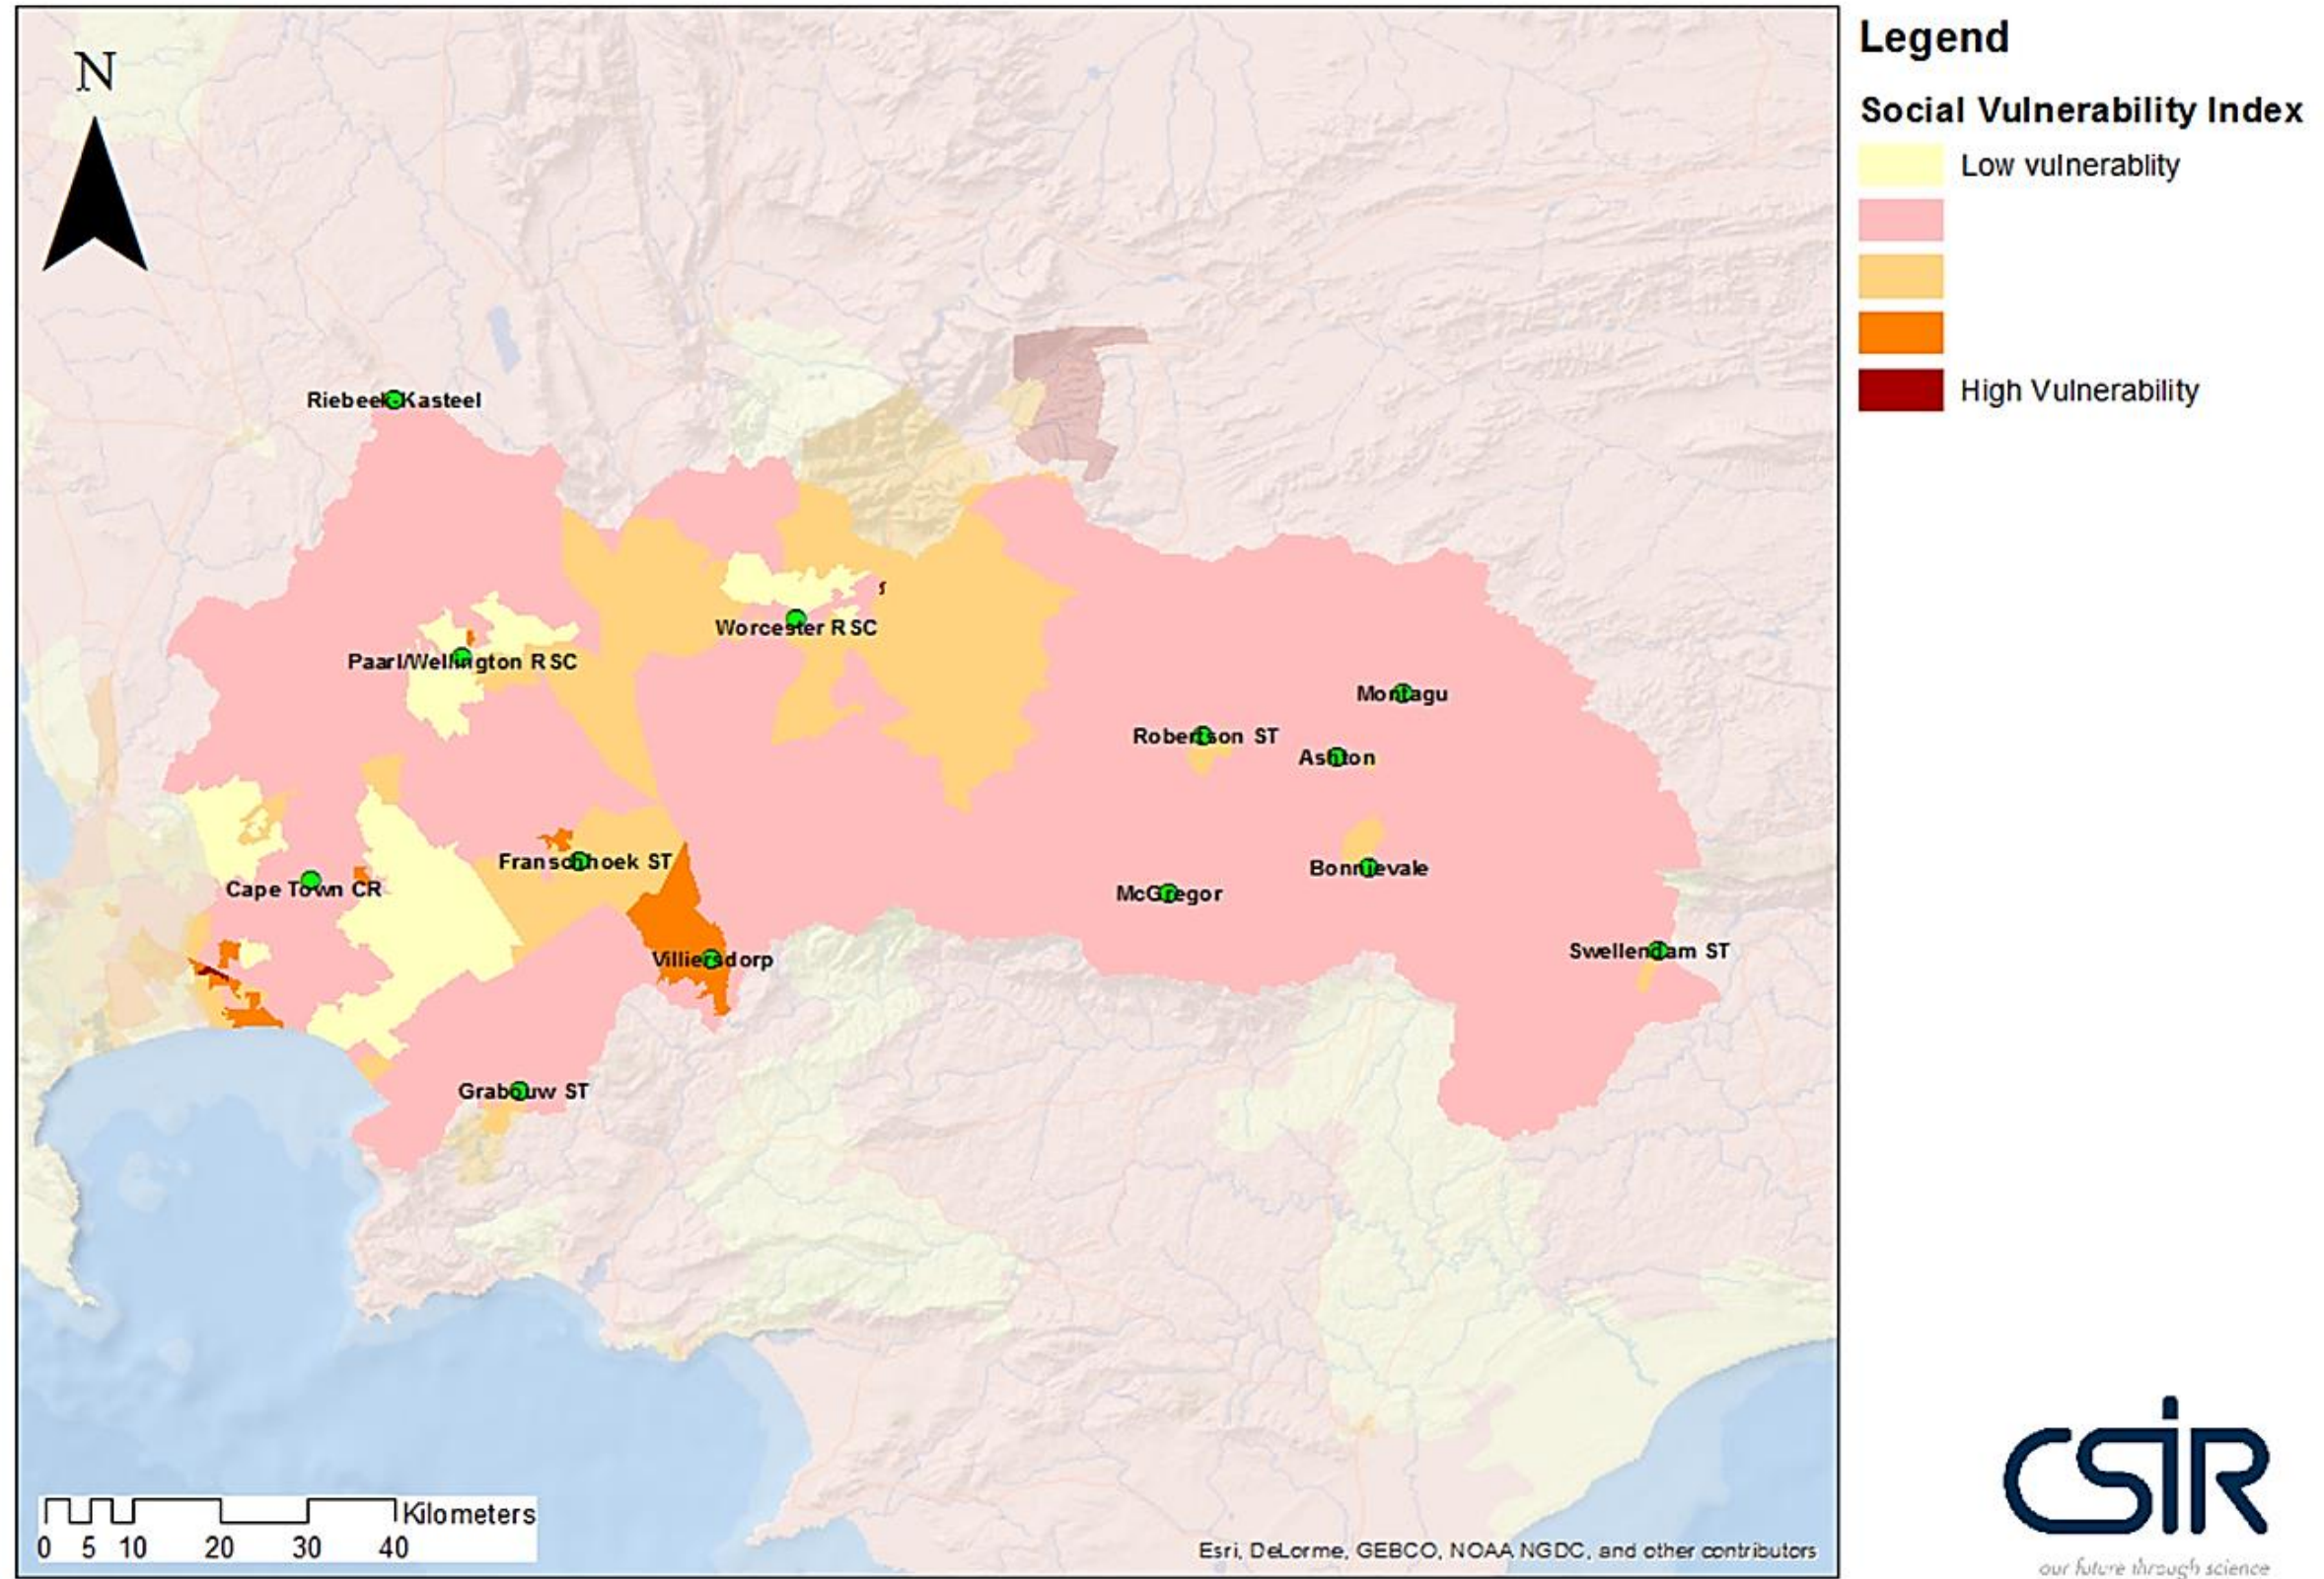 N
Riebeek-Kasteel
Worcester RSC
Paarl/Wellington RSC
Montagu
Robertson ST
Ashton
Franschhoek ST
Bonnievale
Cape Town CR
McGregor
Swellendam ST
Villiersdorp
Grabouw ST
Kilometers
0 5 10 20 30 40
Esri, DeLorme, GEBCO, NOAA NGDC, and other contributors
Legend
Social Vulnerability Index
Low vulnerablity
High Vulnerability
CSIR
our future through science